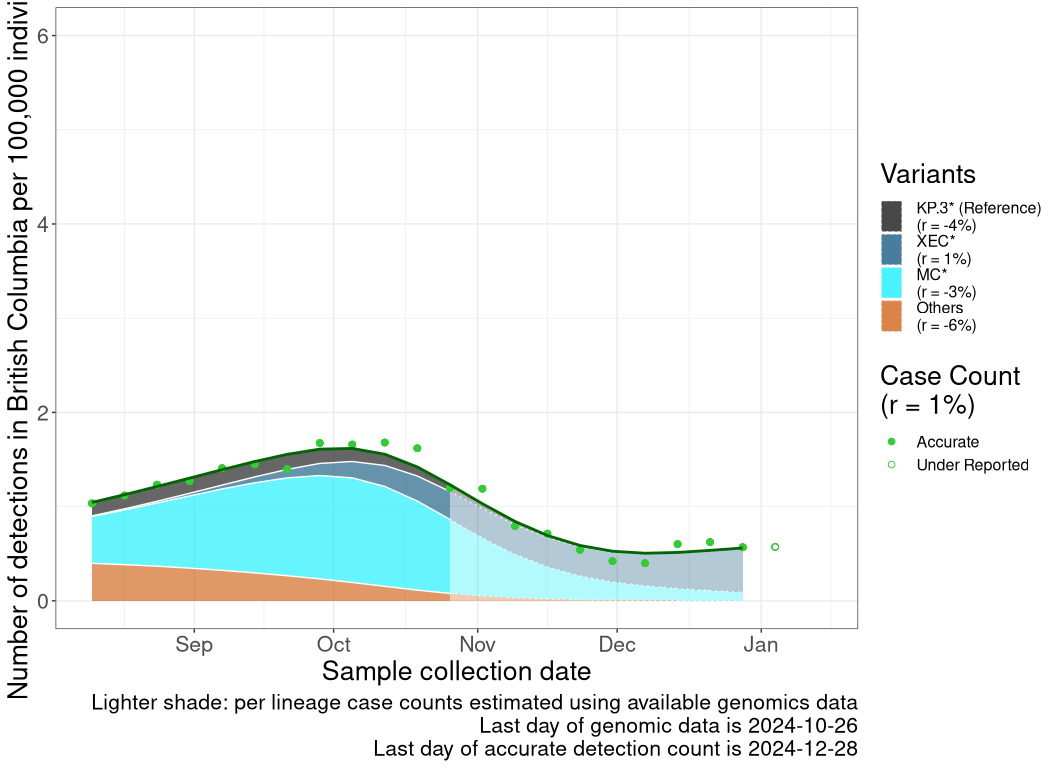 Number of detections in British Columbia per 100,000
6
4
2
0
Sep Oct Nov Dec Jan
Sample collection date
Lighter shade: per lineage case counts estimated using available genomics data
Last day of genomic data is 2024-10-26
Last day of accurate detection count is 2024-12-28
Variants
KP.3* (Reference)
(r = -4%)
XEC*
(r = 1%)
MC*
(r = -3%)
Others
(r = -6%)
Case Count
(r = 1%)
Accurate
Under Reported